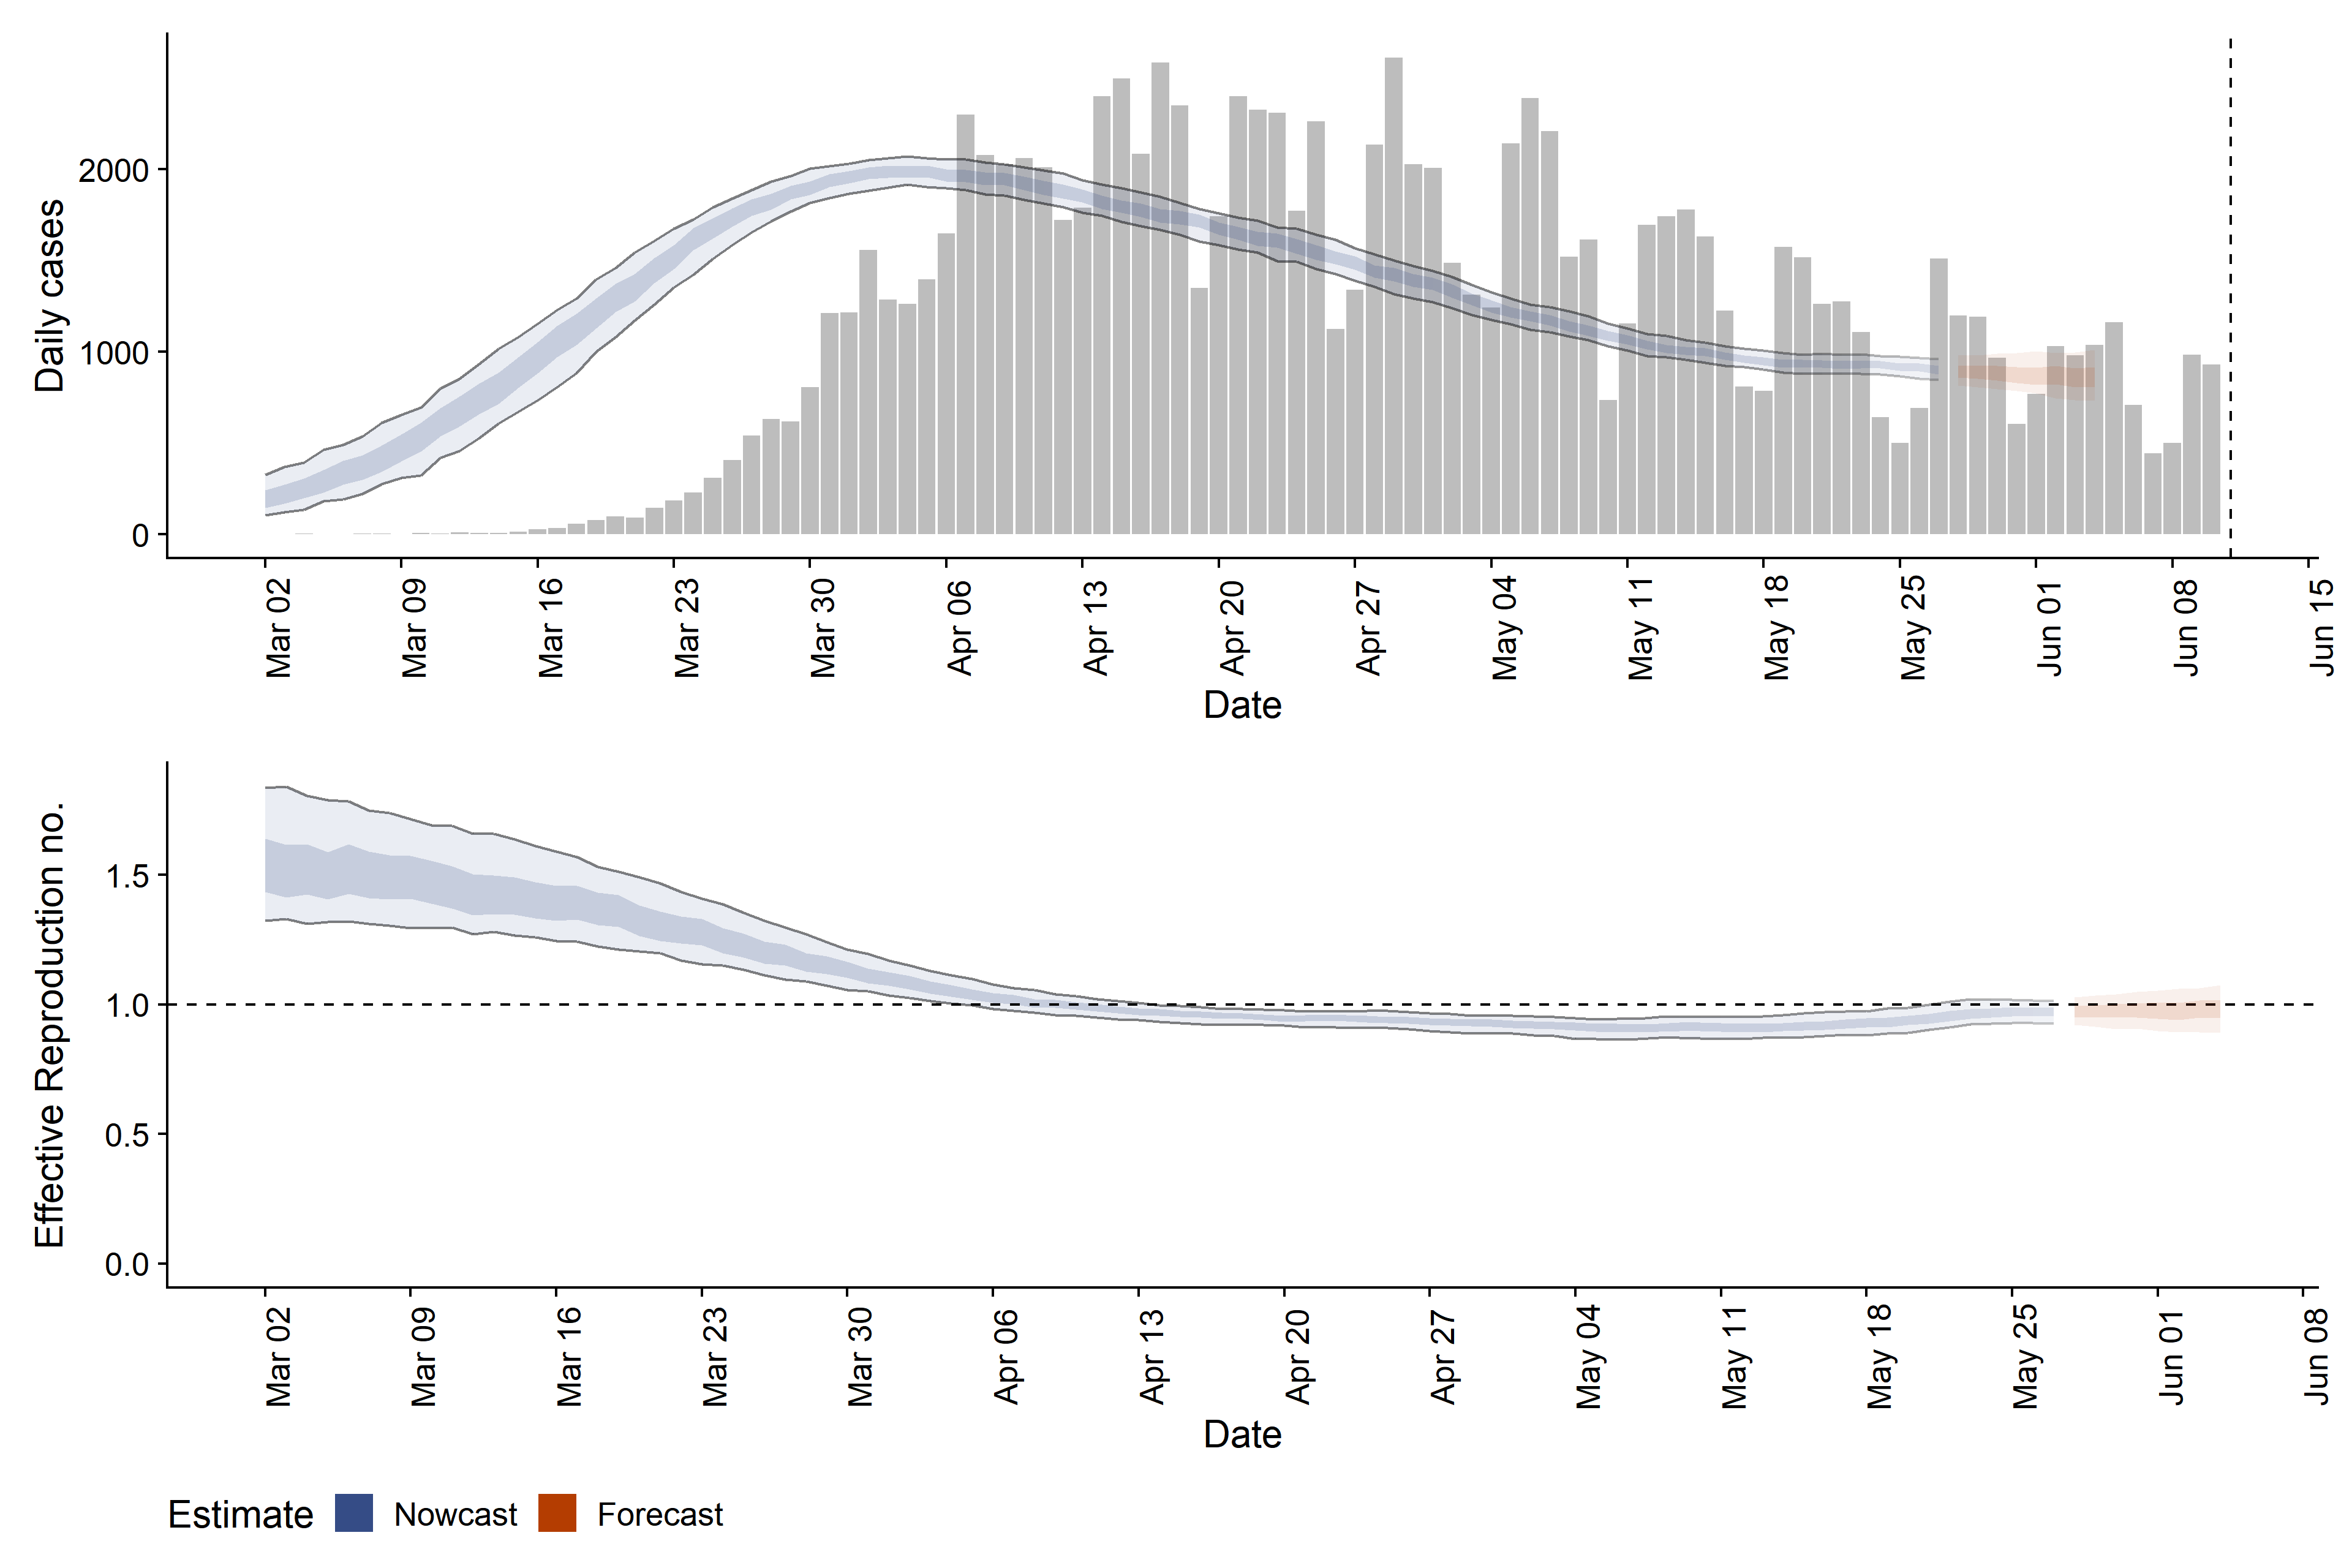 Daily cases
2000
1000
0
Mar 02
Mar 09
Mar 16
Mar 23
Mar 30
Apr 06
Apr 13
Apr 20
Apr 27
May 04
May 11
May 18
May 25
Jun 01
Jun 08
Jun 15
Date
Effective Reproduction no.
1.5
1.0
0.5
0.0
Mar 02
Mar 09
Mar 16
Mar 23
Mar 30
Apr 06
Apr 13
Apr 20
Apr 27
May 04
May 11
May 18
May 25
Jun 01
Jun 08
Date
Estimate Nowcast Forecast